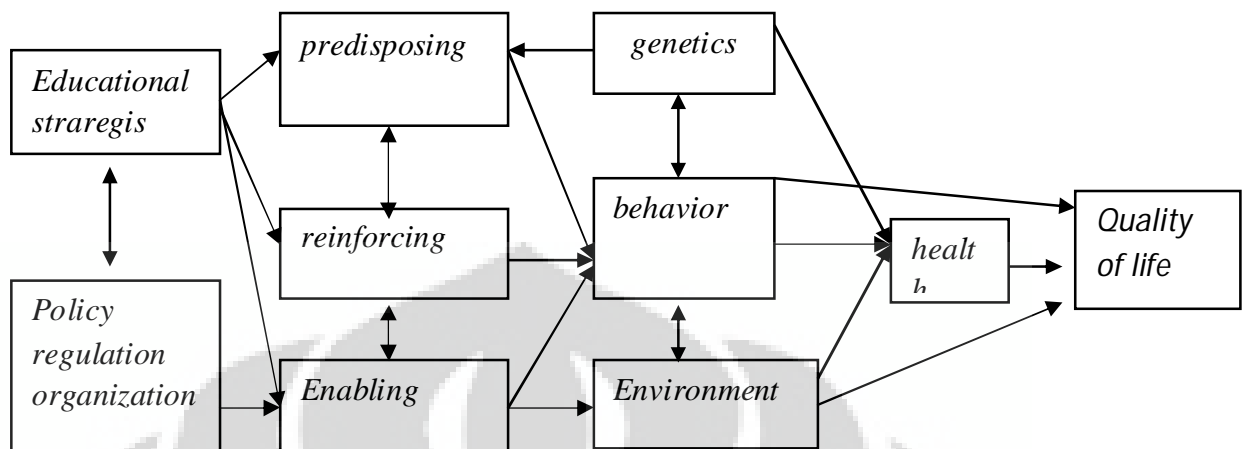 Educational
straregis
Policy
regulation
organization
predisposing
reinforcing
Enabling
genetics
behavior
Environment
healt
h
Quality
of life